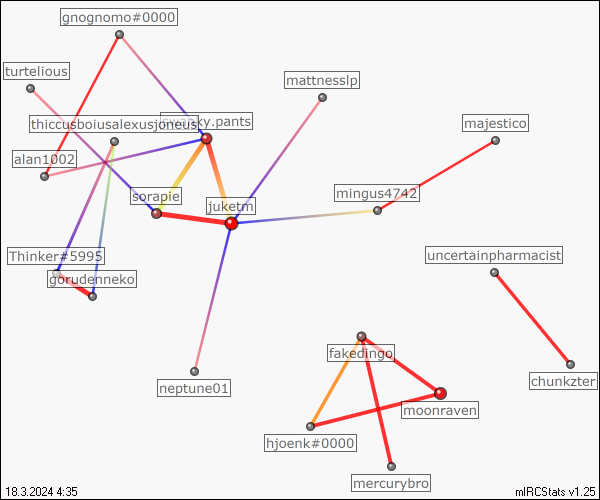 gnognomo#0000
turtelious
mattnesslp
thiccusboiusalexusjoneus
swanky.pants
majestico
alan1002
sorapie
mingus4742
juketm
Thinker#5995
uncertainpharmacist
gorudenneko
fakedingo
neptune01
chunkzter
moonraven
hjoenk#0000
mercurybro
18.3.2024 4:35
mIRCStats v1.25